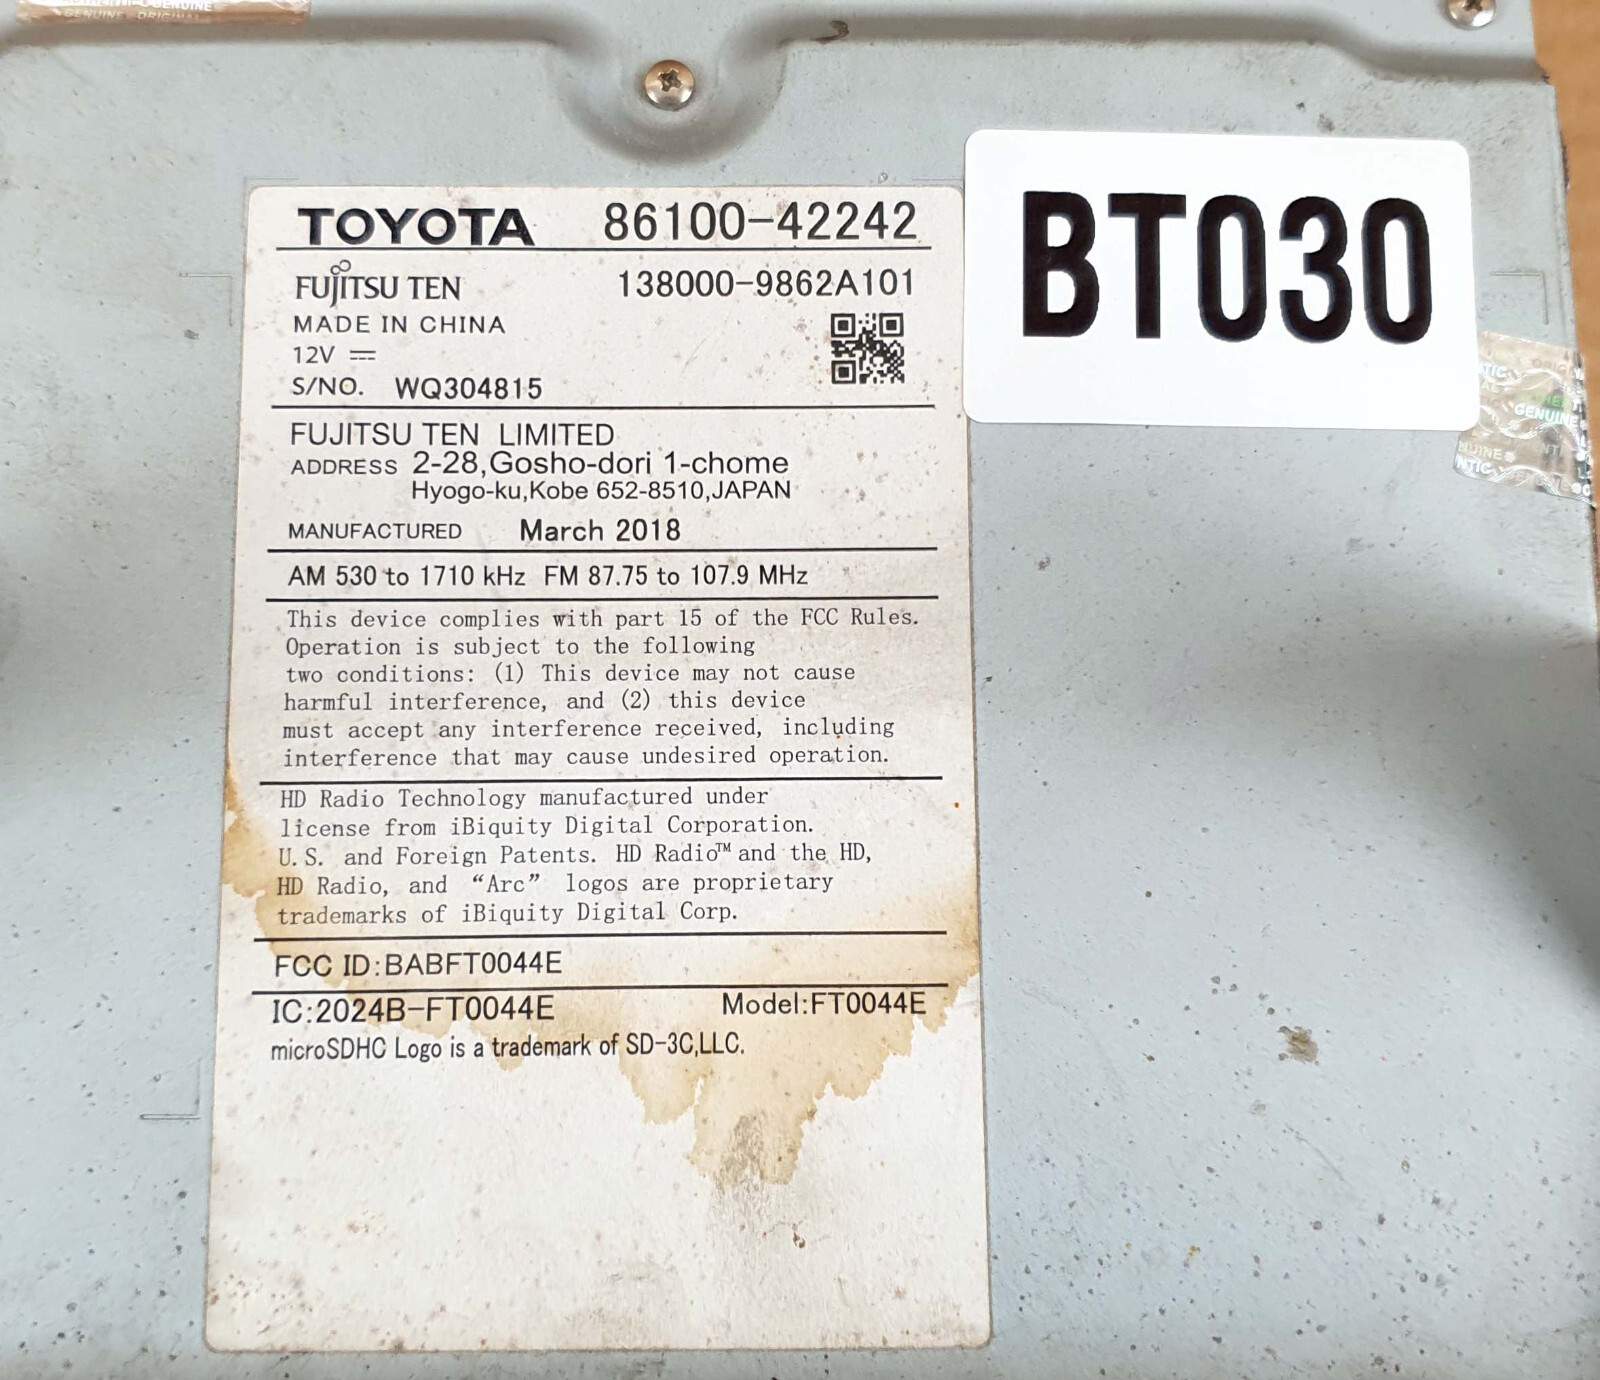 GENUINE
GENUINE ORIGINAL
TOYOTA 86100-42242
BT030
FUJITSU TEN 138000-9862A101
MADE IN CHINA
12V
S/NO. WQ304815
GENUINE
FUJITSU TEN LIMITED
ADDRESS 2-28,Gosho-dori 1-chome
Hyogo-ku,Kobe 652-8510,JAPAN
MANUFACTURED March 2018
AM 530 to 1710 kHz FM 87.75 to 107.9 MHz
This device complies with part 15 of the FCC Rules.
Operation is subject to the following
two conditions: (1) This device may not cause
harmful interference, and (2) this device
must accept any interference received, including
interference that may cause undesired operation.
HD Radio Technology manufactured under
license from iBiquity Digital Corporation.
U.S. and Foreign Patents. HD Radio™ and the HD,
HD Radio, and “Arc” logos are proprietary
trademarks of iBiquity Digital Corp.
FCC ID:BABFT0044E
IC:2024B-FT0044E Model:FT0044E
microSDHC Logo is a trademark of SD-3C,LLC.